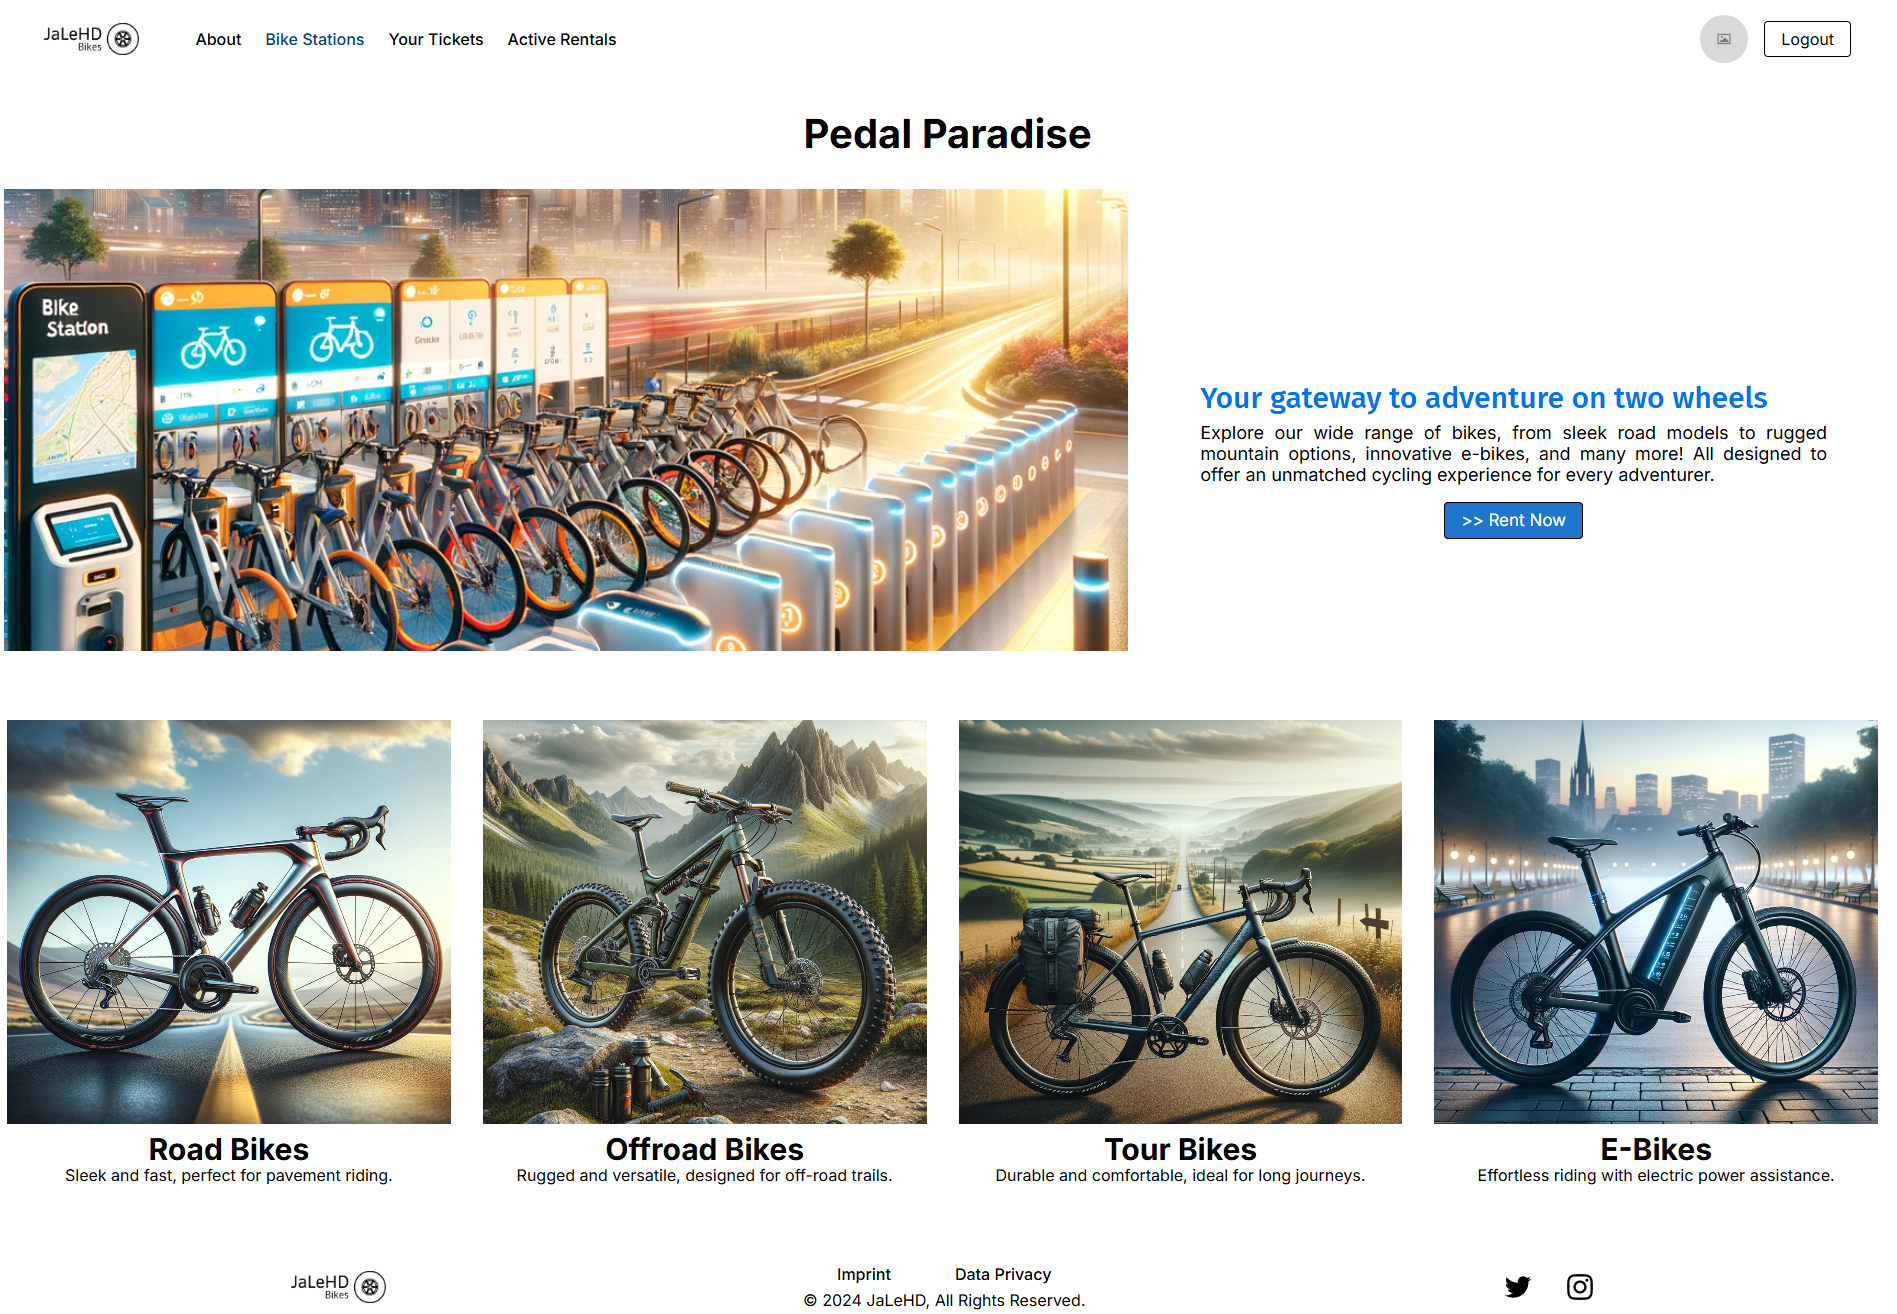 JaLeHD
Bikes
About
Bike Stations
Your Tickets
Active Rentals
Logout
Pedal Paradise
Bike
Station
Your gateway to adventure on two wheels
Explore our wide range of bikes, from sleek road models to rugged
mountain options, innovative e-bikes, and many more! All designed to
offer an unmatched cycling experience for every adventurer.
>> Rent Now
Road Bikes
Sleek and fast, perfect for pavement riding.
Offroad Bikes
Rugged and versatile, designed for off-road trails.
Tour Bikes
Durable and comfortable, ideal for long journeys.
E-Bikes
Effortless riding with electric power assistance.
JaLeHD
Bikes
Imprint
Data Privacy
© 2024 JaLeHD, All Rights Reserved.